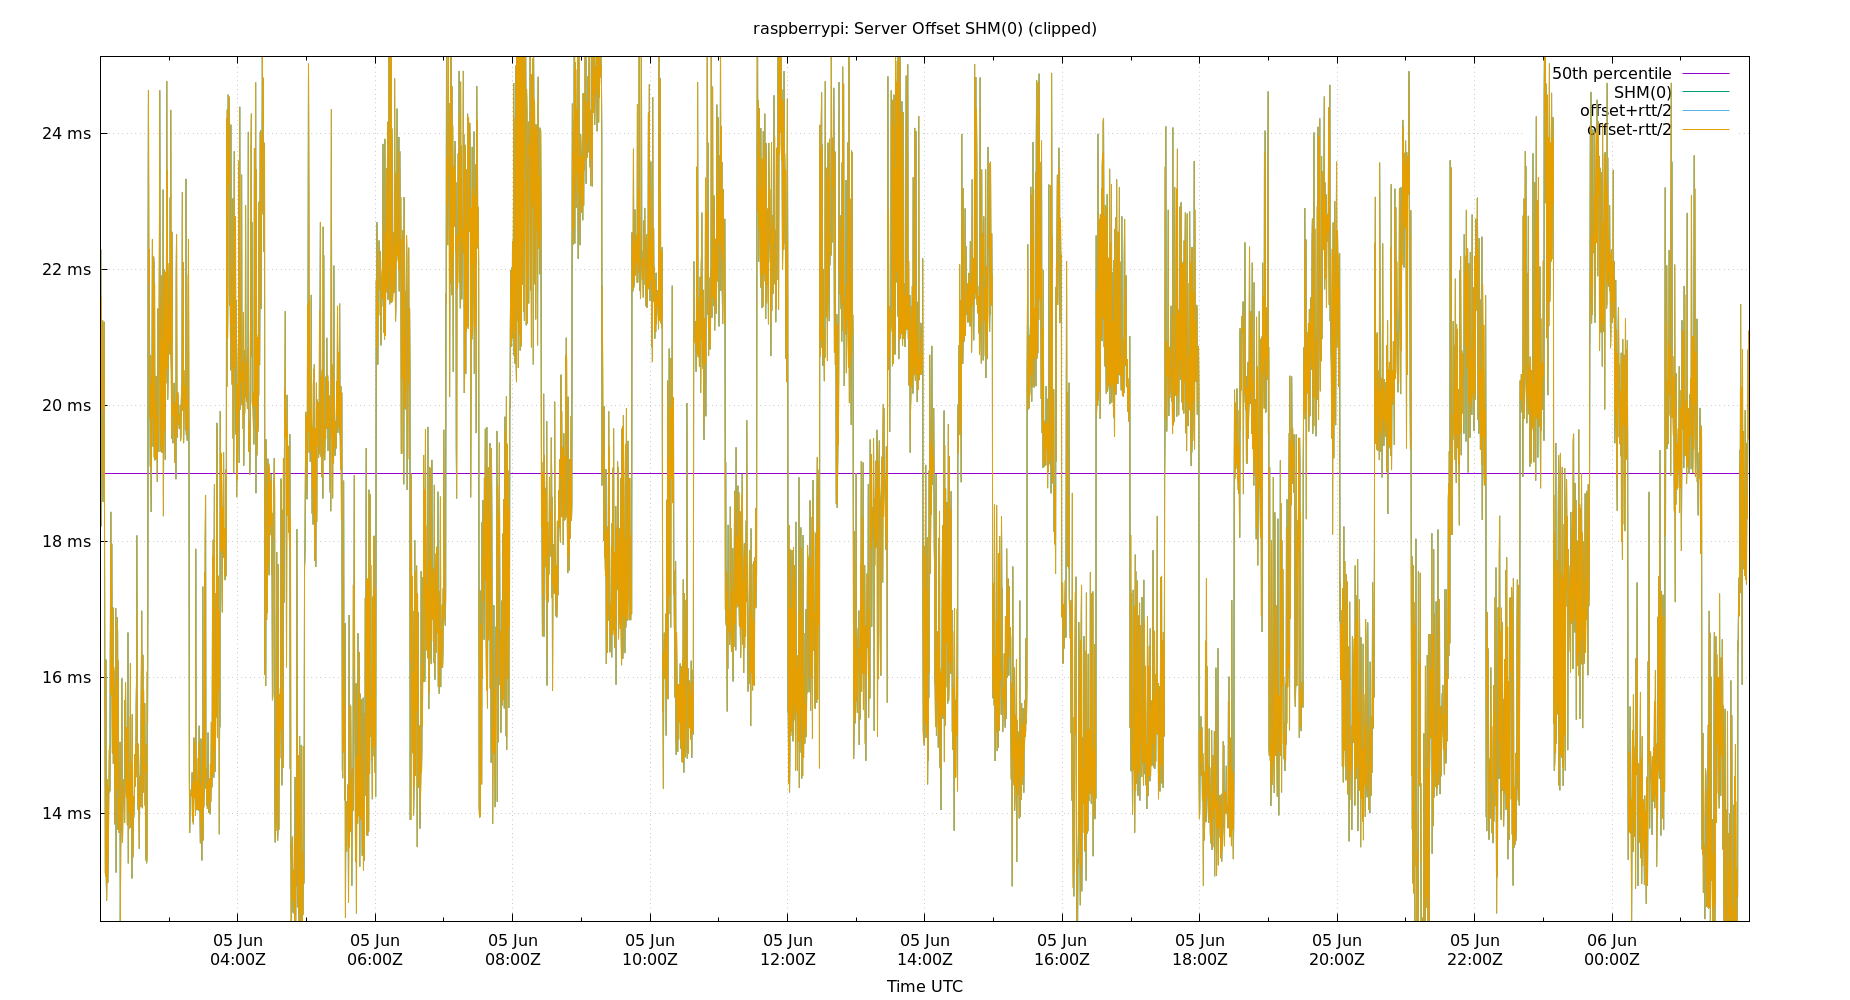 raspberrypi: Server Offset SHM(0) (clipped)
50th percentile
SHM(0)
offset+rtt/2
offset-rtt/2
24 ms
22 ms
20 ms
18 ms
16 ms
14 ms
05 Jun 05 Jun 05 Jun 05 Jun 05 Jun 05 Jun 05 Jun 05 Jun 05 Jun 05 Jun 06 Jun
04:00Z 06:00Z 08:00Z 10:00Z 12:00Z 14:00Z 16:00Z 18:00Z 20:00Z 22:00Z 00:00Z
Time UTC